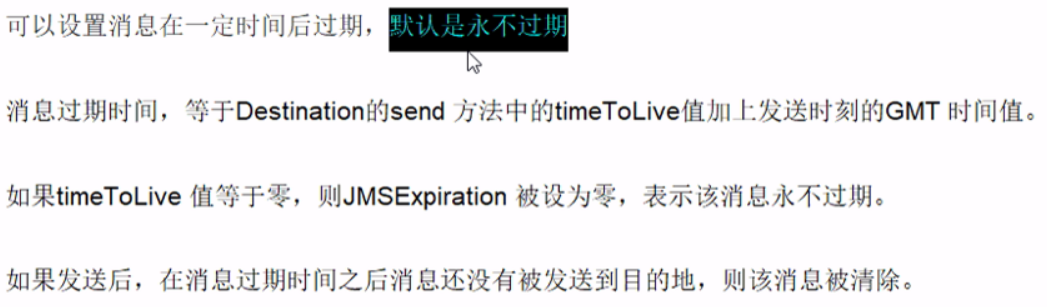 可以设置消息在一定时间后过期，默认是永不过期
消息过期时间，等于Destination的send 方法中的timeToLive值加上发送时刻的GMT 时间值。
如果timeToLive 值等于零，则JMSExpiration 被设为零，表示该消息永不过期。
如果发送后，在消息过期时间之后消息还没有被发送到目的地，则该消息被清除。